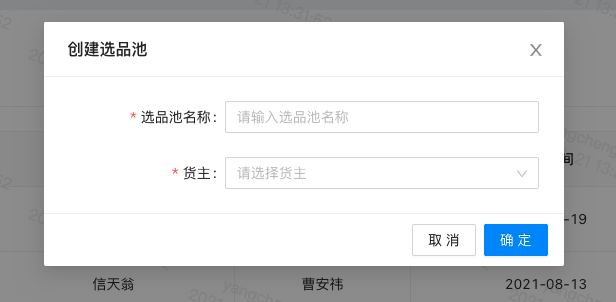 创建选品池
* 选品池名称:
请输入选品池名称
* 货主:
请选择货主
间
-19
取 消
确 定
信天翁
曹安祎
2021-08-13